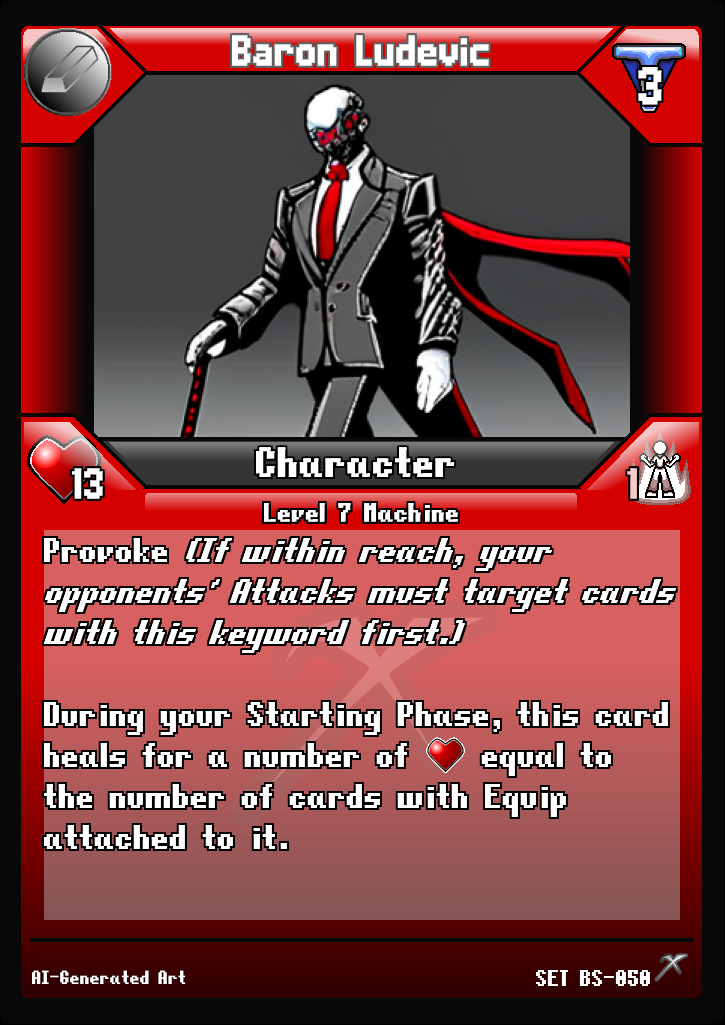 Baron Ludevic
3
Character
13
1
Level 7 Machine
Provoke (If within reach, your
opponents' Attacks must target cards
with this keyword first.)
During your Starting Phase, this card
heals for a number of equal to
the number of cards with Equip
attached to it.
AI-Generated Art
SET BS-050